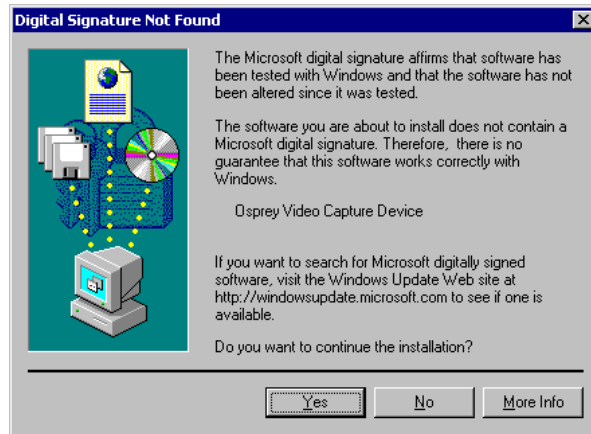 Digital Signature Not Found
The Microsoft digital signature affirms that software has
been tested with Windows and that the software has not
been altered since it was tested.
The software you are about to install does not contain a
Microsoft digital signature. Therefore, there is no
guarantee that this software works correctly with
Windows.
Osprey Video Capture Device
If you want to search for Microsoft digitally signed
software, visit the Windows Update Web site at
http://windowsupdate.microsoft.com to see if one is
available.
Do you want to continue the installation?
Yes No More Info